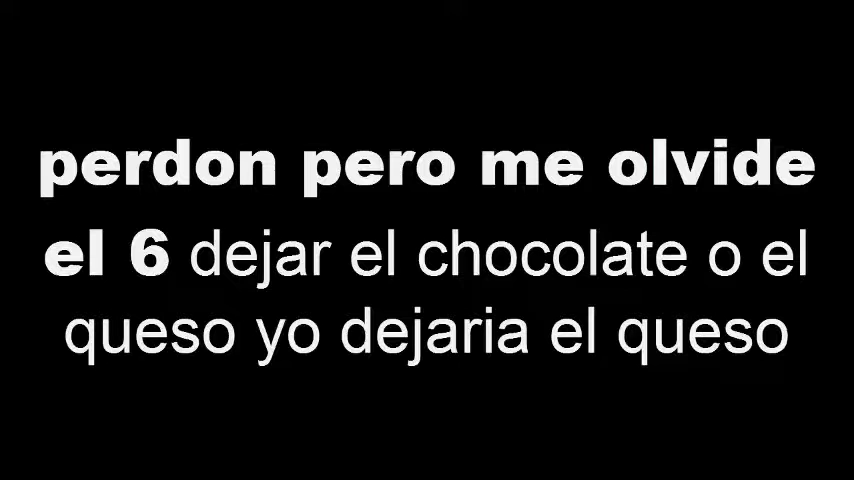 perdon pero me olvide
el 6 dejar el chocolate o el
queso yo dejaria el queso